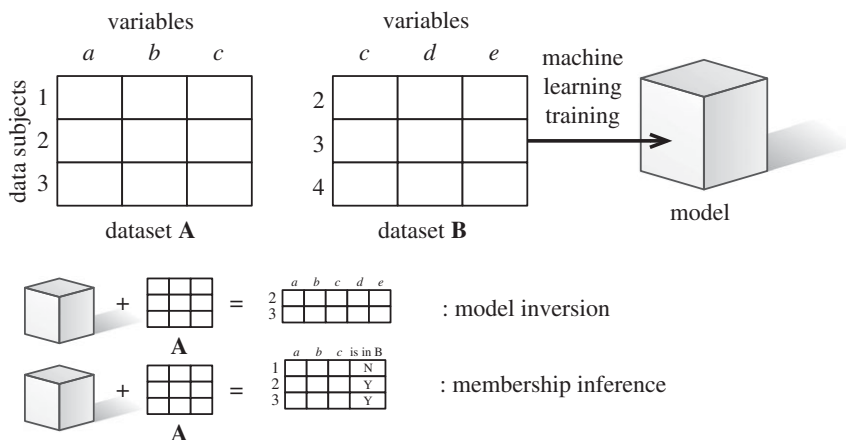 variables
a b c
data subjects
1
2
3
dataset A
variables
c d e
2
3
4
dataset B
machine
learning
training
model
+
=
A
a b c d e
2
3
: model inversion
+
=
A
a b c is in B
1 N
2 Y
3 Y
: membership inference